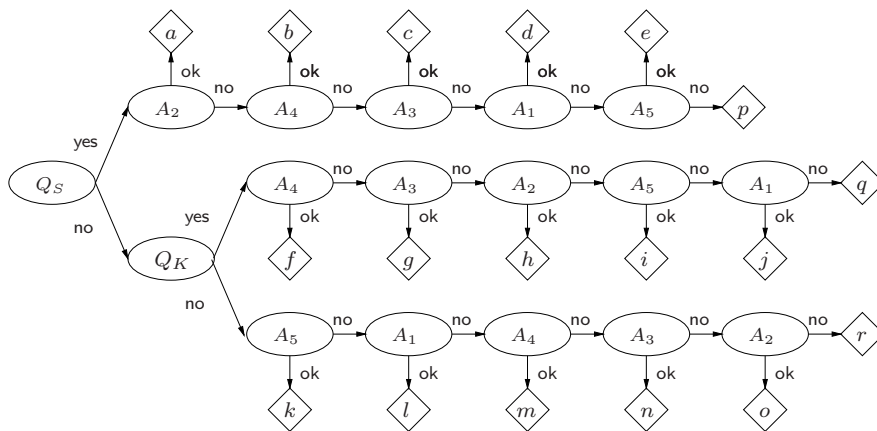 a b c d e
ok ok ok ok ok
no no no no no
A₂ A₄ A₃ A₁ A₅ p
yes
Q_S
no no no no no
A₄ A₃ A₂ A₅ A₁ q
yes
no
ok ok ok ok ok
Q_K f g h i j
no
no no no no no
A₅ A₁ A₄ A₃ A₂ r
ok ok ok ok ok
k l m n o